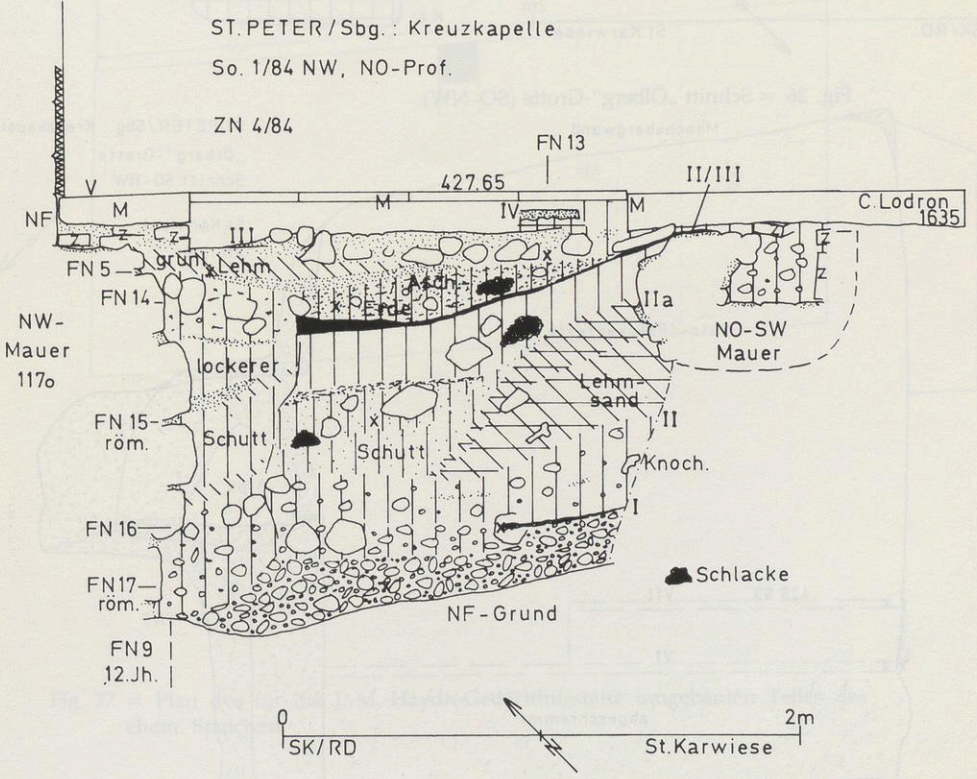 ST. PETER/Sbg.: Kreuzkapelle
So. 1/84 NW, NO-Prof.
ZN 4/84
FN 13
II/III
427.65
V
M
M
IV
M
C. Lodron
1635
NF
Z
Z
Z
III
Z
Z
Z
FN 5
x
grünl. Lehm
x
FN 14
x
Asch-
Erde
IIa
NW-
Mauer
1170
NO-SW
Mauer
lockerer
Lehm-
sand
FN 15
röm.
x
II
Schutt
Schutt
Knoch.
I
FN 16
x
FN 17
röm.
x
Schlacke
NF-Grund
FN 9
12. Jh.
0
2m
N
SK/RD
St. Karwiese